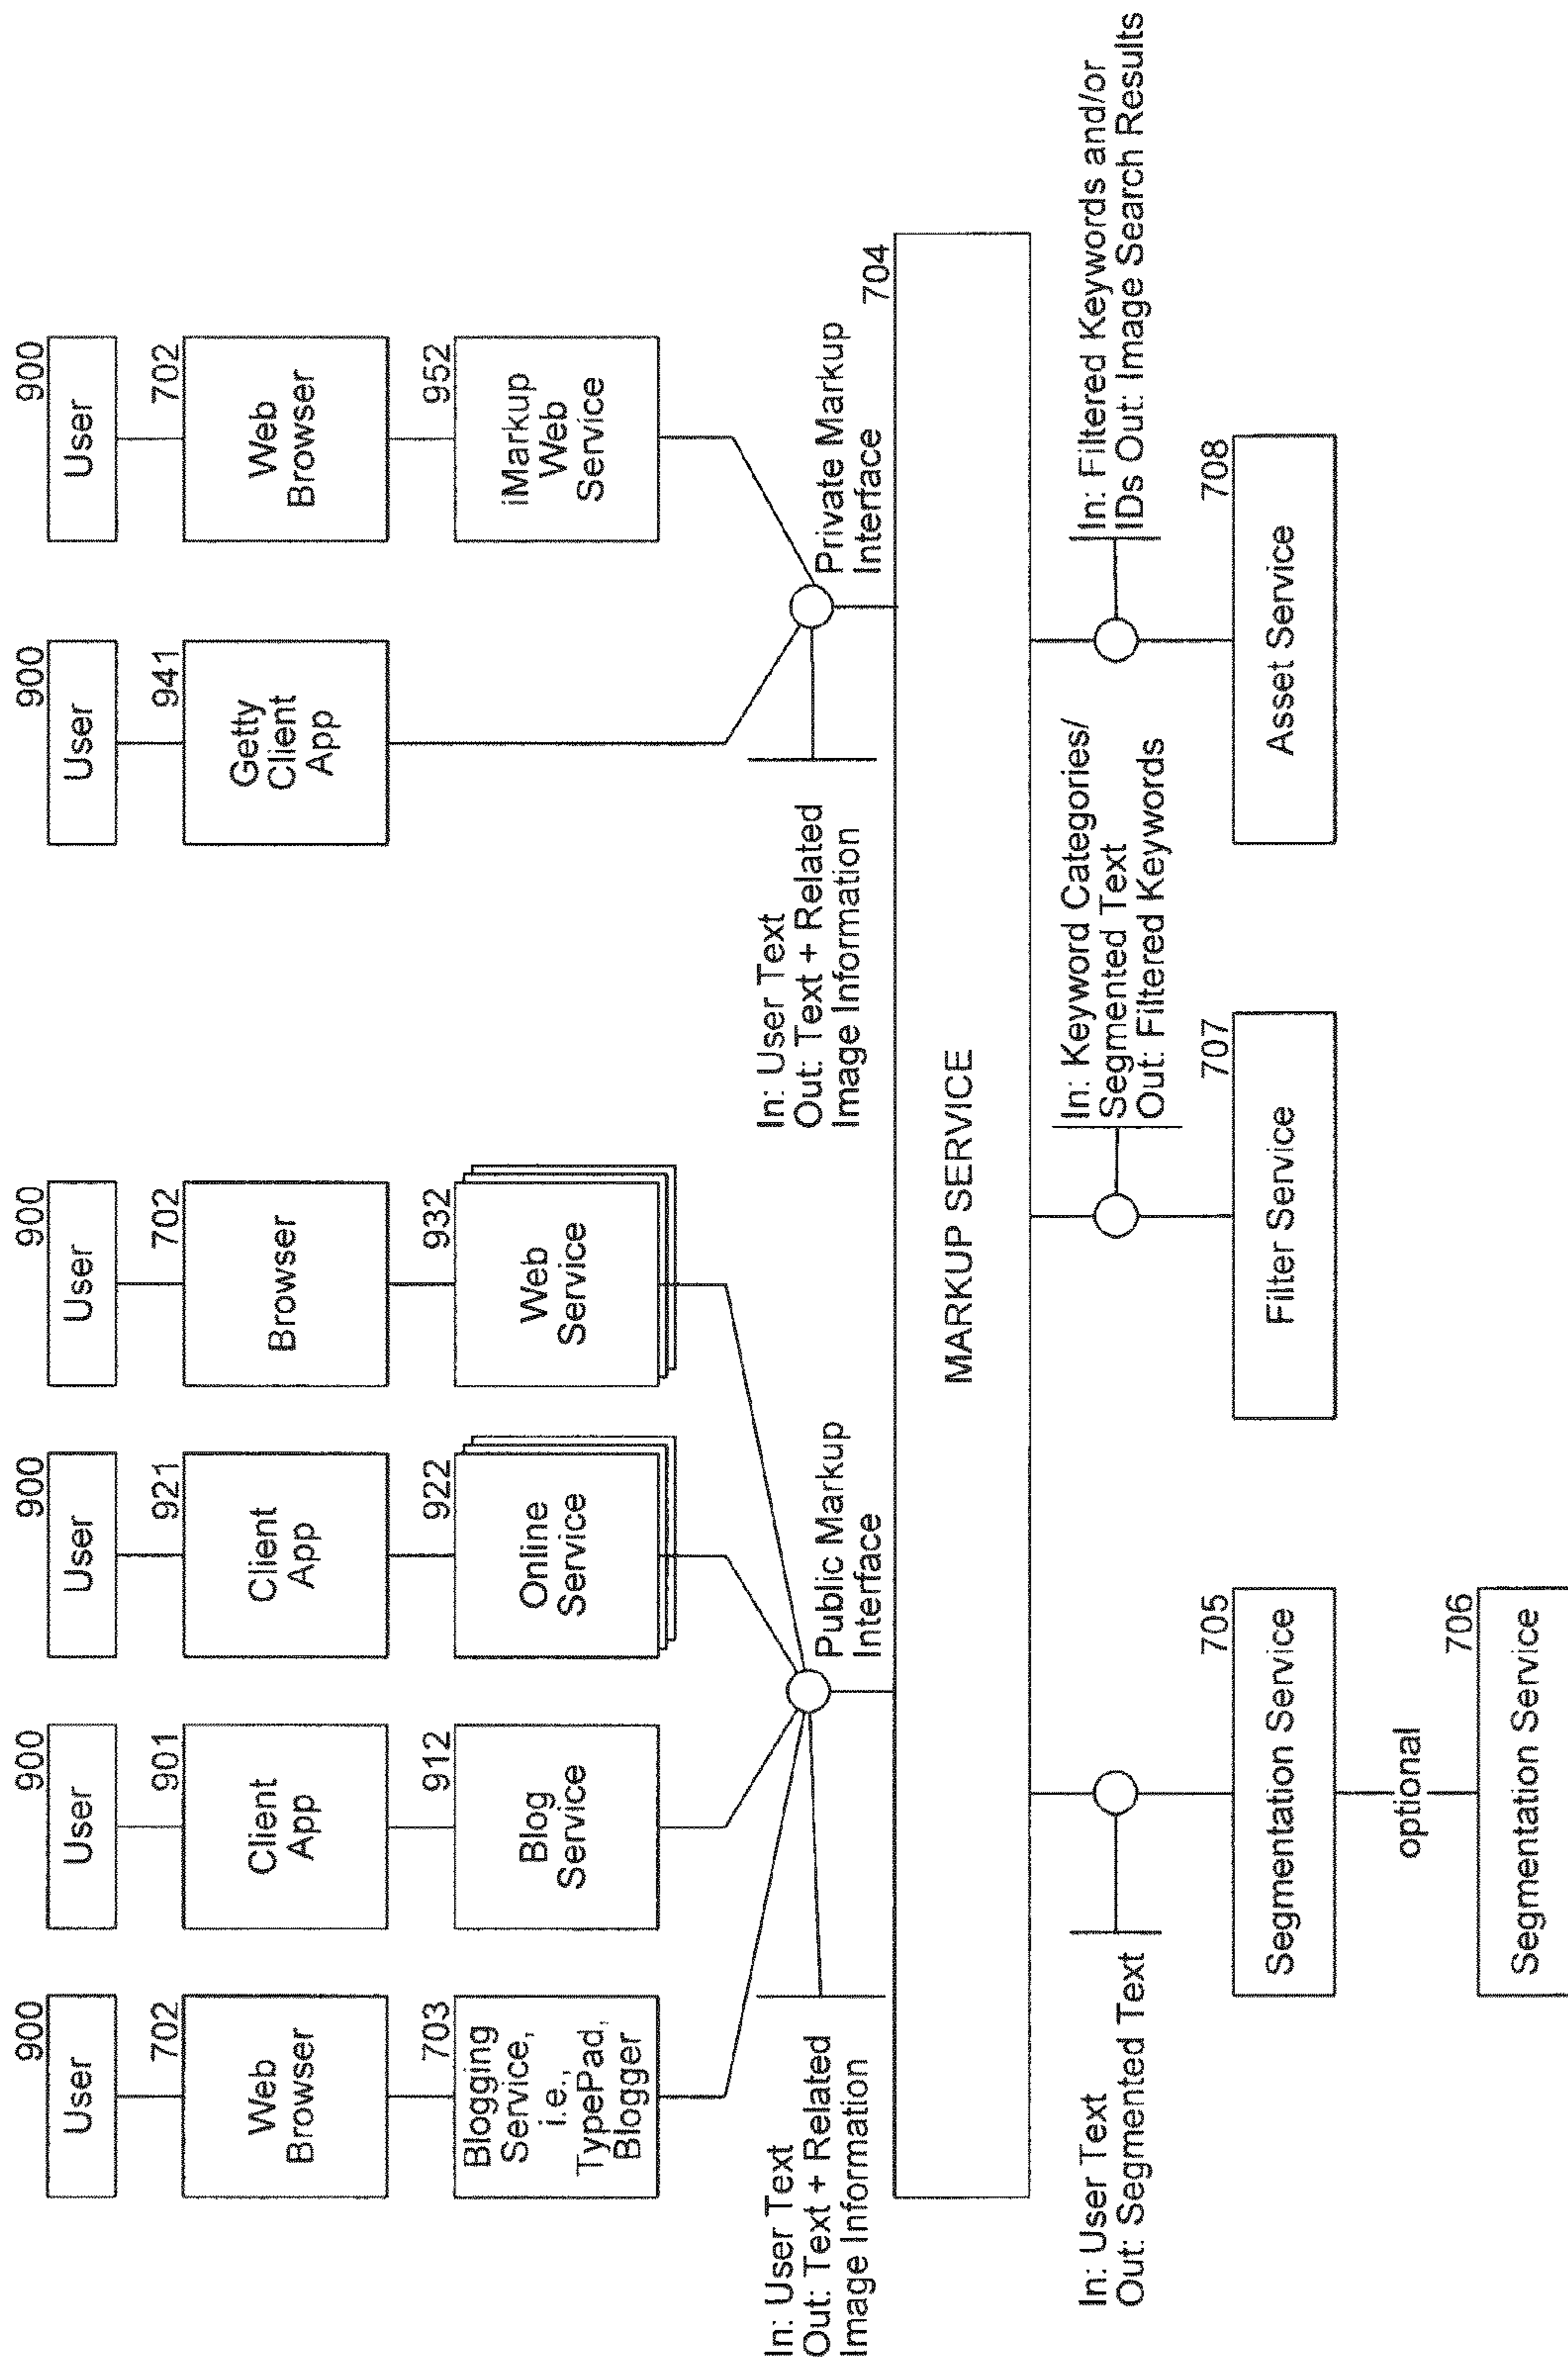 900
User
702
Web
Browser
703
Blogging
Service,
i.e.,
TypePad,
Blogger
900
User
901
Client
App
912
Blog
Service
900
User
921
Client
App
922
Online
Service
900
User
702
Browser
932
Web
Service
900
User
941
Getty
Client
App
900
User
702
Web
Browser
952
iMarkup
Web
Service
In: User Text
Out: Text + Related
Image Information
Public Markup
Interface
In: User Text
Out: Text + Related
Image Information
Private Markup
Interface
704
MARKUP SERVICE
In: User Text
Out: Segmented Text
In: Keyword Categories/
Segmented Text
Out: Filtered Keywords
In: Filtered Keywords and/or
IDs Out: Image Search Results
705
Segmentation Service
707
Filter Service
708
Asset Service
optional
706
Segmentation Service